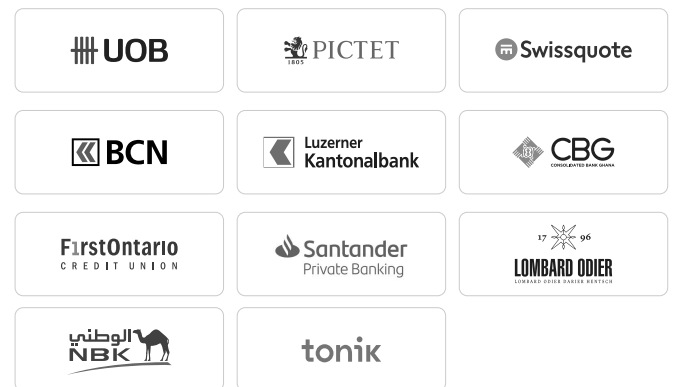 UOB
1805
PICTET
Swissquote
BCN
Luzerner
Kantonalbank
CBG
CONSOLIDATED BANK GHANA
FırstOntarıo
CREDIT UNION
Santander
Private Banking
17 96
LOMBARD ODIER
LOMBARD ODIER DARIER HENTSCH
الوطني
NBK
tonik